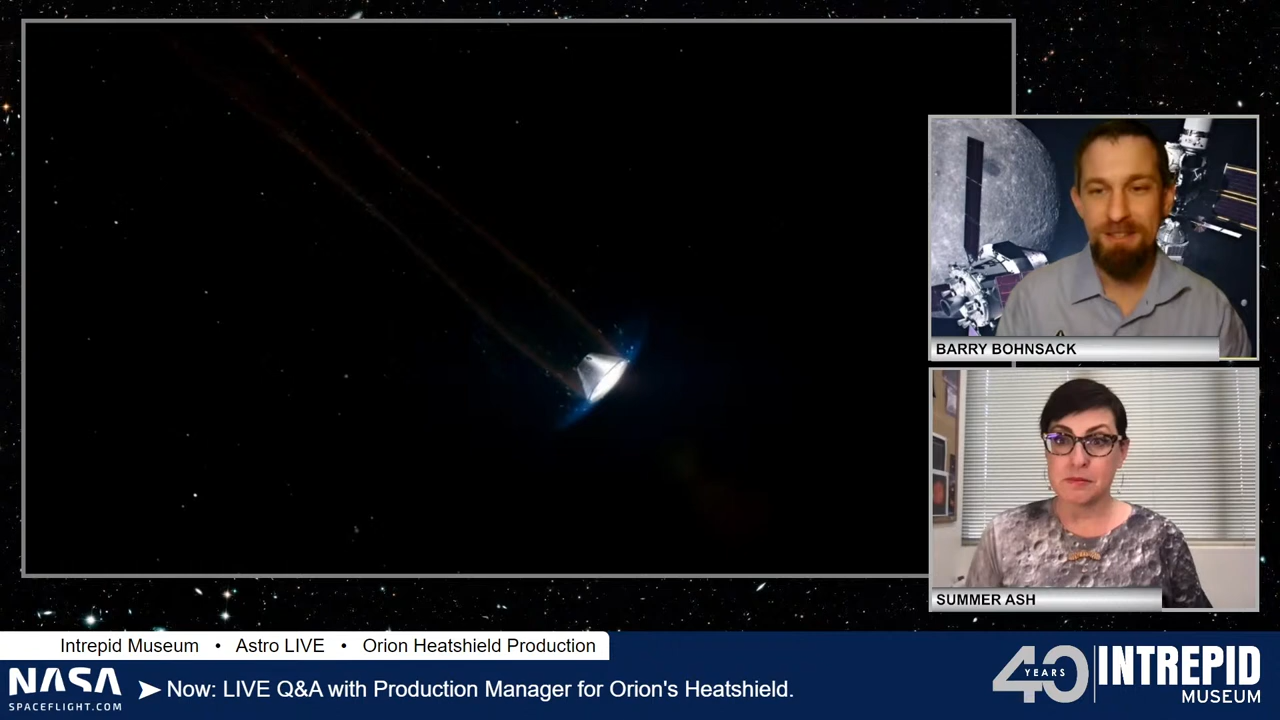 BARRY BOHNSACK
SUMMER ASH
Intrepid Museum • Astro LIVE • Orion Heatshield Production
NASA
SPACEFLIGHT.COM
Now: LIVE Q&A with Production Manager for Orion's Heatshield.
40
YEARS
INTREPID
MUSEUM